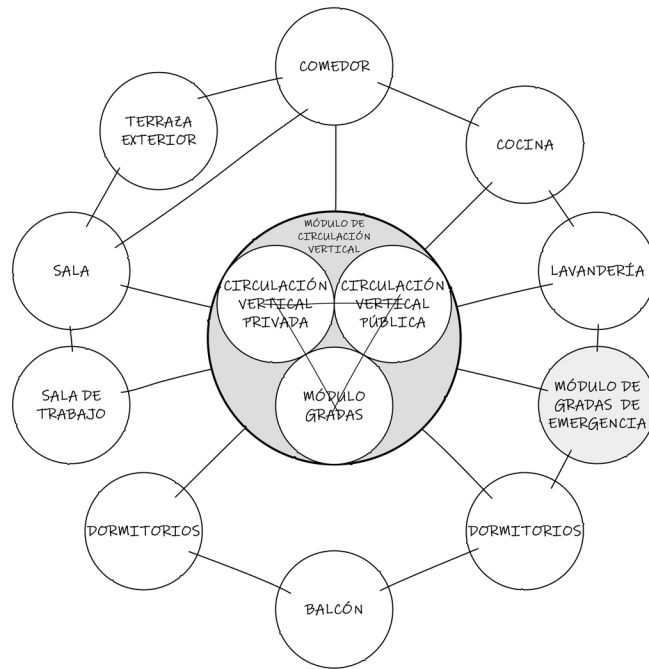 COMEDOR
TERRAZA
EXTERIOR
COCINA
MÓDULO DE
CIRCULACIÓN
VERTICAL
SALA
CIRCULACIÓN
VERTICAL
PRIVADA
CIRCULACIÓN
VERTICAL
PÚBLICA
LAVANDERÍA
SALA DE
TRABAJO
MÓDULO
GRADAS
MÓDULO DE
GRADAS DE
EMERGENCIA
DORMITORIOS
DORMITORIOS
BALCÓN